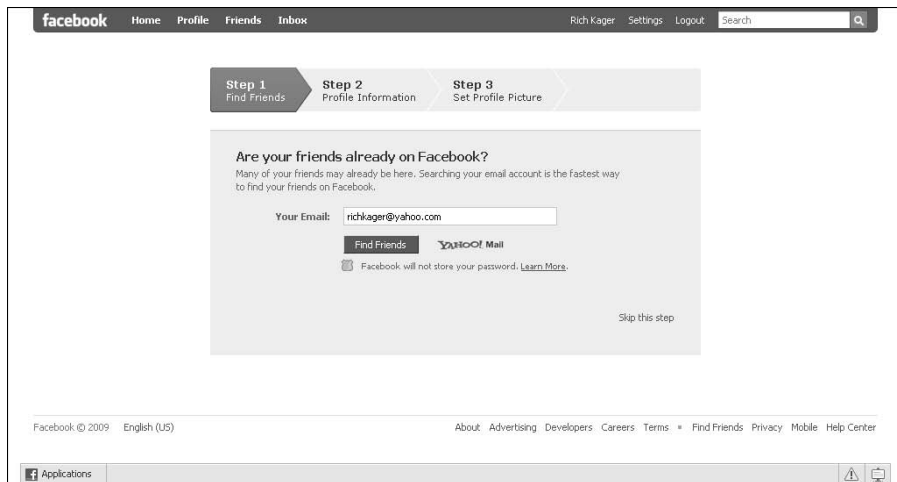 facebook Home Profile Friends Inbox Rich Kager Settings Logout Search
Step 1 Step 2 Step 3
Find Friends Profile Information Set Profile Picture
Are your friends already on Facebook?
Many of your friends may already be here. Searching your email account is the fastest way
to find your friends on Facebook.
Your Email: richkager@yahoo.com
Find Friends YAHOO! Mail
Facebook will not store your password. Learn More.
Skip this step
Facebook © 2009 English (US) About Advertising Developers Careers Terms Find Friends Privacy Mobile Help Center
f Applications